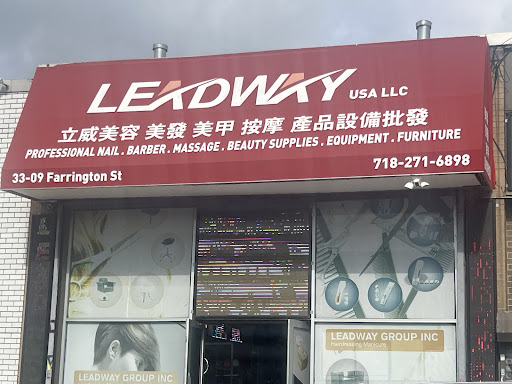 LEADWAY USA LLC
立威美容 美發 美甲 按摩 產品設備批發
PROFESSIONAL NAIL . BARBER . MASSAGE . BEAUTY SUPPLIES . EQUIPMENT . FURNITURE
33-09 Farrington St 718-271-6898
LEADWAY GROUP INC
Hairdressing Manicure
LEADWAY GROUP INC